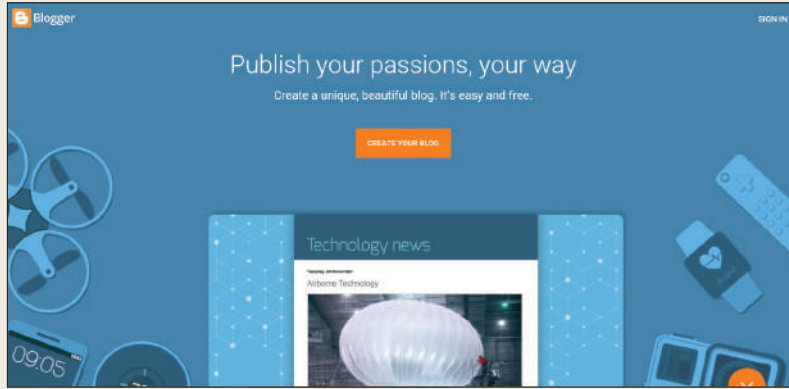 Blogger
SIGN IN
Publish your passions, your way
Create a unique, beautiful blog. It's easy and free.
CREATE YOUR BLOG
Technology news
Airborne Technology
09:05